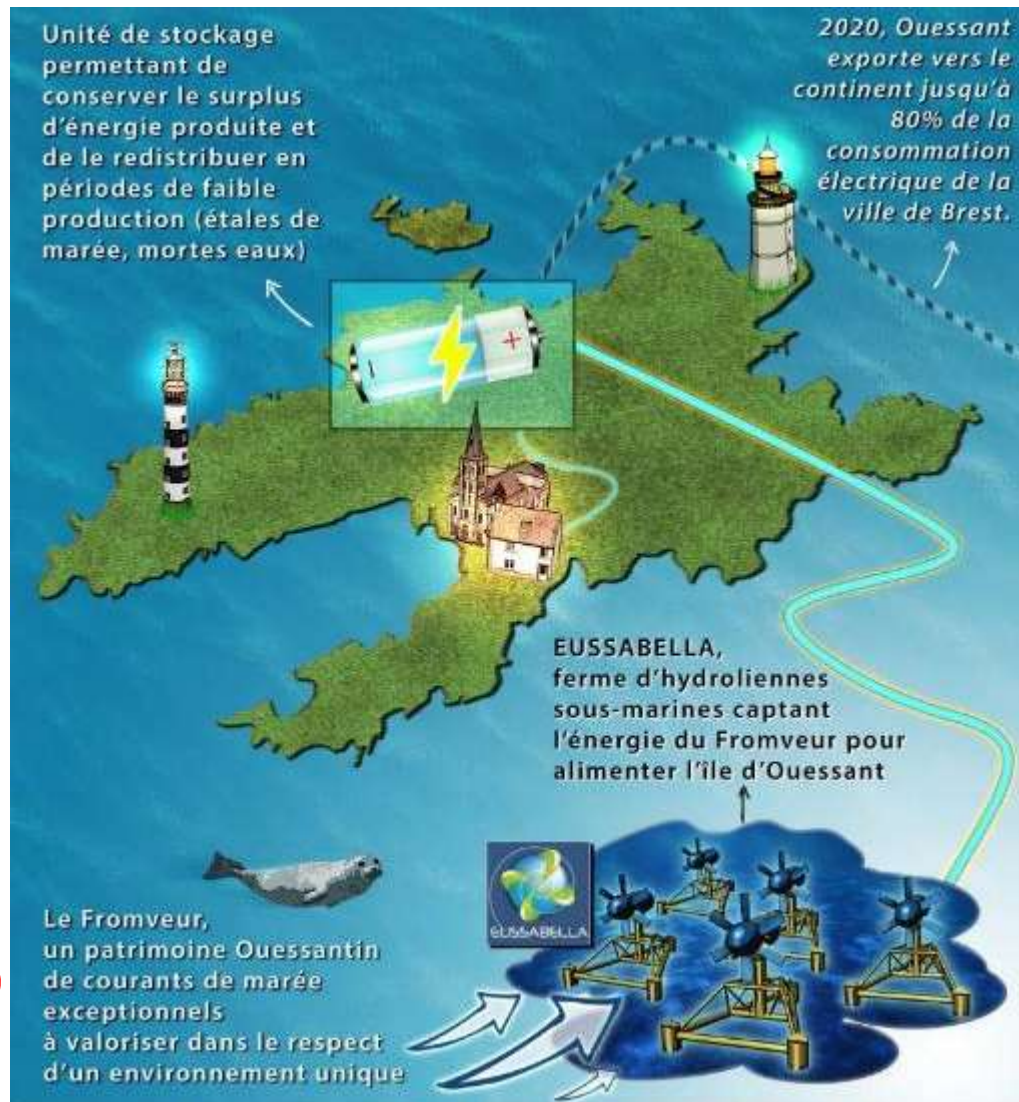 Unité de stockage
permettant de
conserver le surplus
d'énergie produite et
de le redistribuer en
périodes de faible
production (étales de
marée, mortes eaux)
2020, Ouessant
exporte vers le
continent jusqu'à
80% de la
consommation
électrique de la
ville de Brest.
- +
EUSSABELLA,
ferme d'hydroliennes
sous-marines captant
l'énergie du Fromveur pour
alimenter l'île d'Ouessant
EUSSABELLA
Le Fromveur,
un patrimoine Ouessantin
de courants de marée
exceptionnels
à valoriser dans le respect
d'un environnement unique